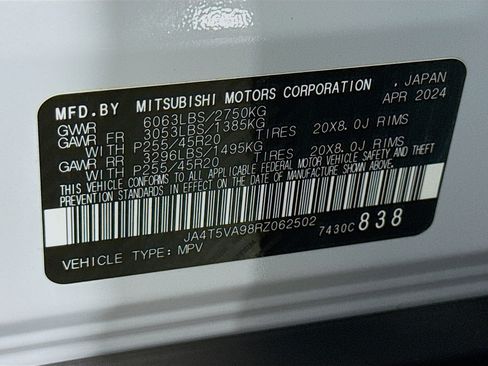 MFD.BY MITSUBISHI MOTORS CORPORATION , JAPAN
GVWR 6063LBS/2750KG APR 2024
GAWR FR 3053LBS/1385KG
WITH P255/45R20 TIRES 20X8.0J RIMS
GAWR RR 3296LBS/1495KG
WITH P255/45R20 TIRES 20X8.0J RIMS
THIS VEHICLE CONFORMS TO ALL APPLICABLE FEDERAL MOTOR VEHICLE SAFETY AND THEFT
PREVENTION STANDARDS IN EFFECT ON THE DATE OF MANUFACTURE SHOWN ABOVE.
JA4T5VA98RZ062502 7430C 838
VEHICLE TYPE: MPV